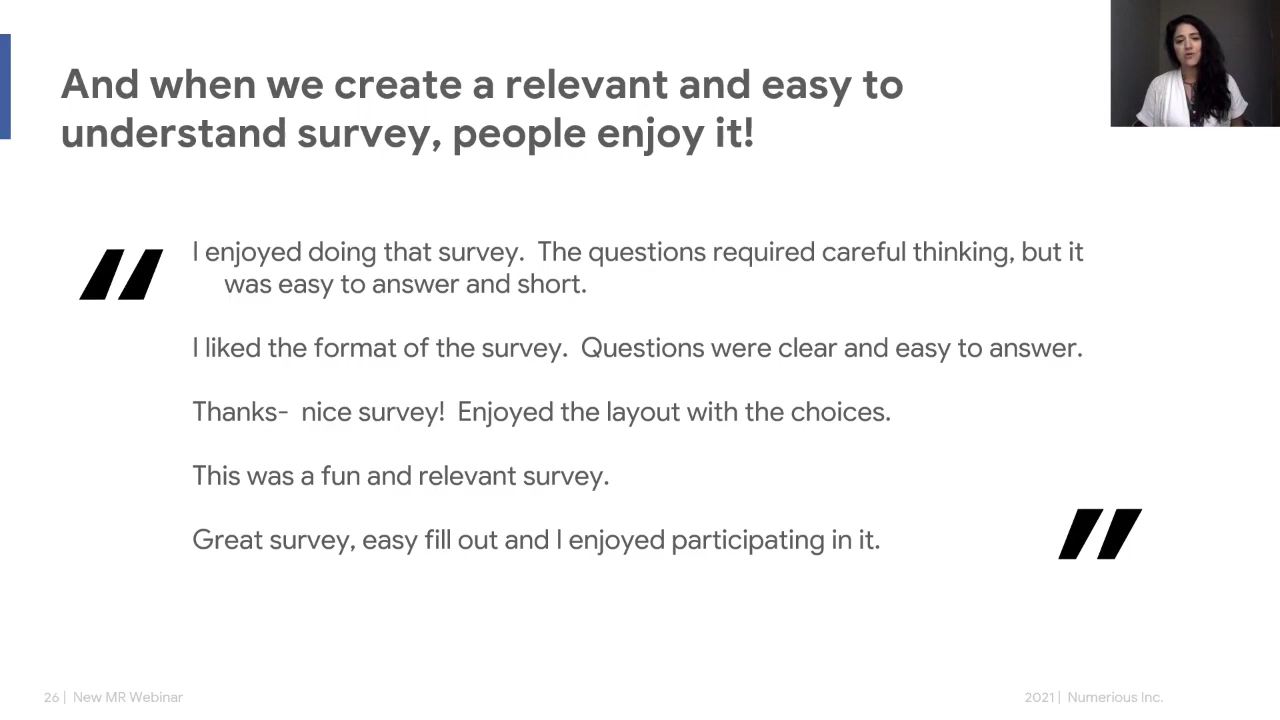 And when we create a relevant and easy to
understand survey, people enjoy it!
I enjoyed doing that survey.  The questions required careful thinking, but it
was easy to answer and short.
I liked the format of the survey.  Questions were clear and easy to answer.
Thanks-  nice survey!  Enjoyed the layout with the choices.
This was a fun and relevant survey.
Great survey, easy fill out and I enjoyed participating in it.
26 |  New MR Webinar
2021 |  Numerious Inc.